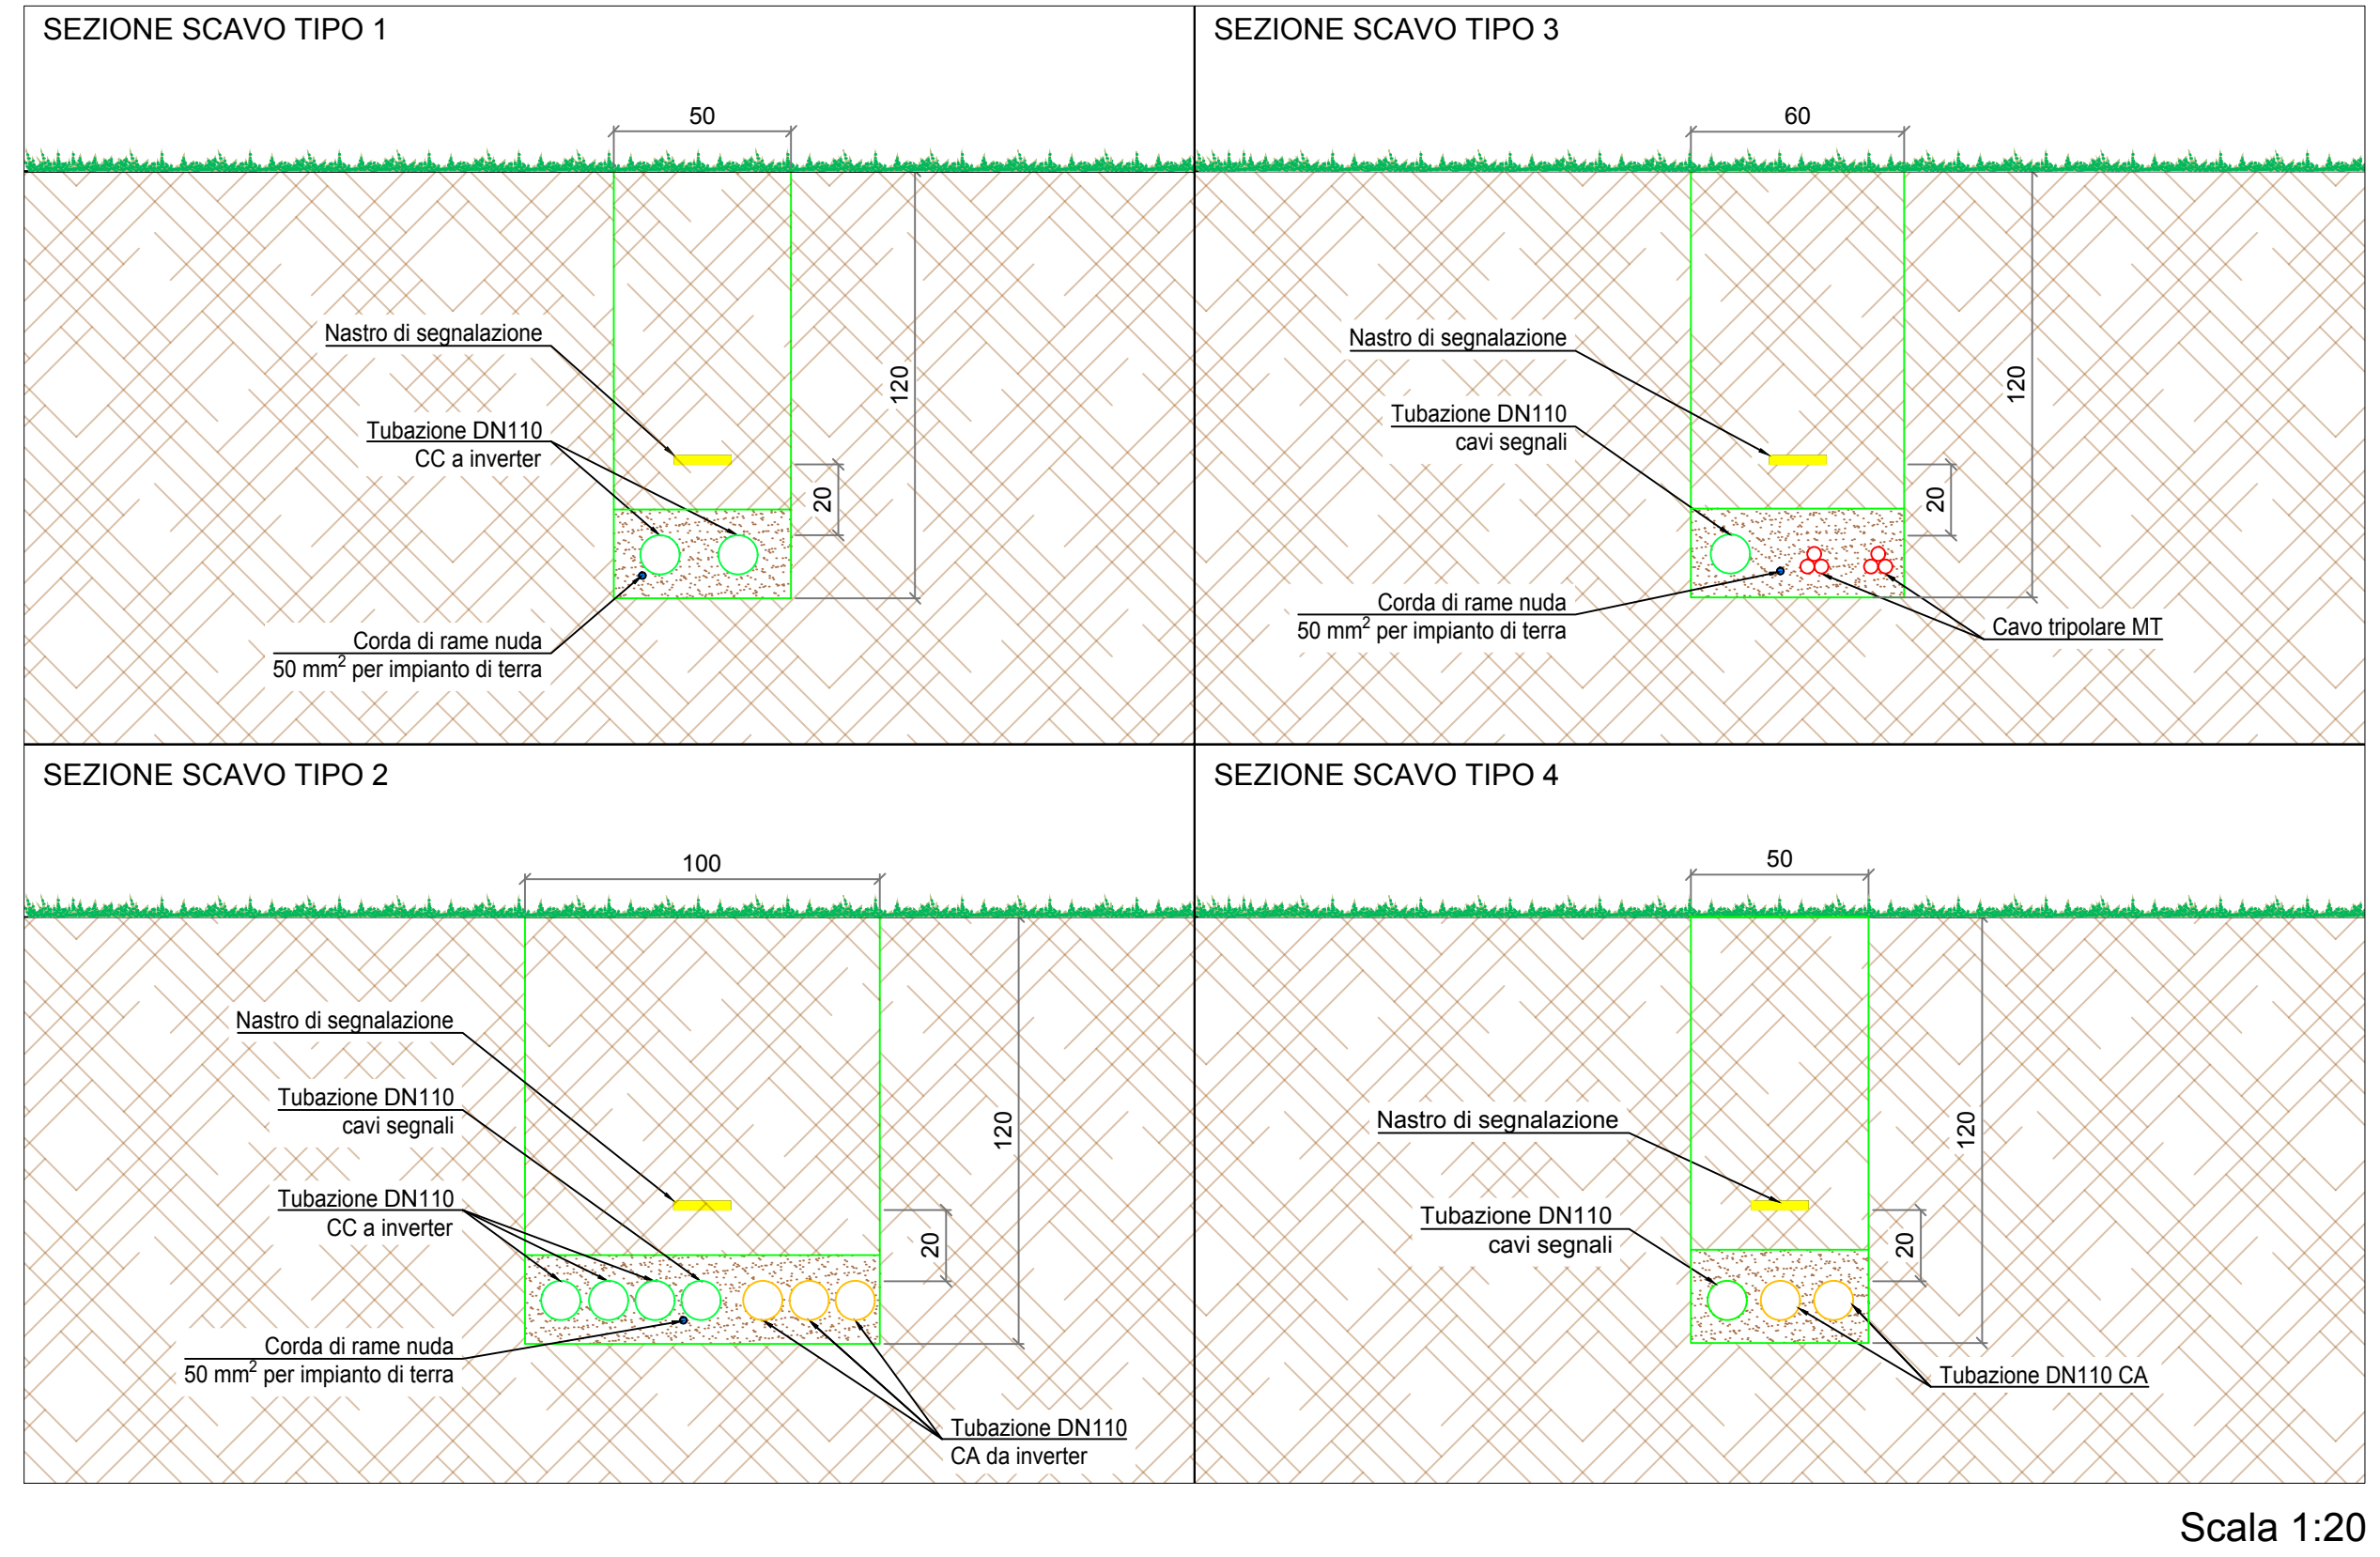 SEZIONE SCAVO TIPO 1
50
Nastro di segnalazione
120
Tubazione DN110
CC a inverter
20
Corda di rame nuda
50 mm² per impianto di terra
SEZIONE SCAVO TIPO 3
60
Nastro di segnalazione
120
Tubazione DN110
cavi segnali
20
Corda di rame nuda
50 mm² per impianto di terra
Cavo tripolare MT
SEZIONE SCAVO TIPO 2
100
Nastro di segnalazione
Tubazione DN110
cavi segnali
120
Tubazione DN110
CC a inverter
20
Corda di rame nuda
50 mm² per impianto di terra
Tubazione DN110
CA da inverter
SEZIONE SCAVO TIPO 4
50
Nastro di segnalazione
120
Tubazione DN110
cavi segnali
20
Tubazione DN110 CA
Scala 1:20